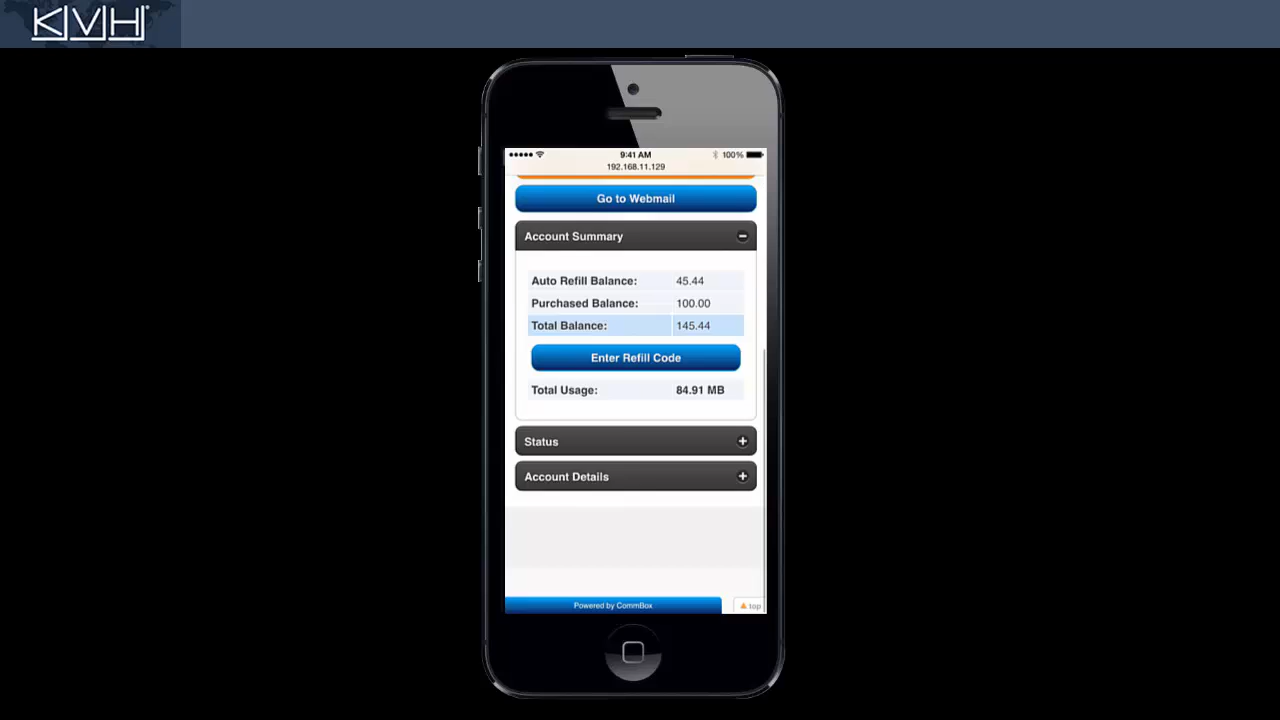 KVH
9:41 AM
100%
192.168.11.129
Go to Webmail
Account Summary
Auto Refill Balance: 45.44
Purchased Balance: 100.00
Total Balance: 145.44
Enter Refill Code
Total Usage: 84.91 MB
Status
Account Details
Powered by CommBox
top